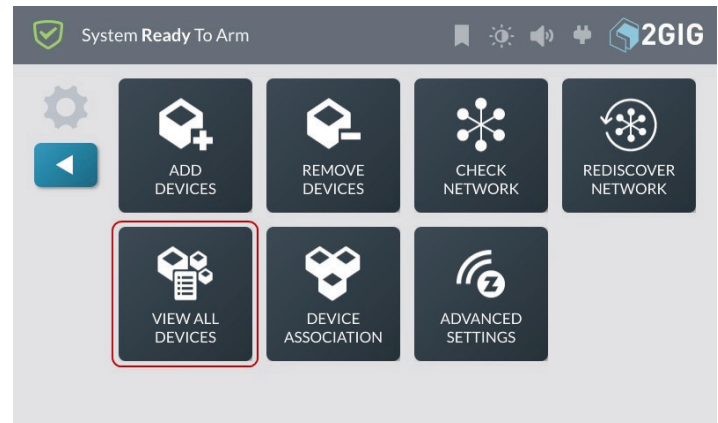 System Ready To Arm
2GIG
ADD
DEVICES
REMOVE
DEVICES
CHECK
NETWORK
REDISCOVER
NETWORK
VIEW ALL
DEVICES
DEVICE
ASSOCIATION
Z
ADVANCED
SETTINGS